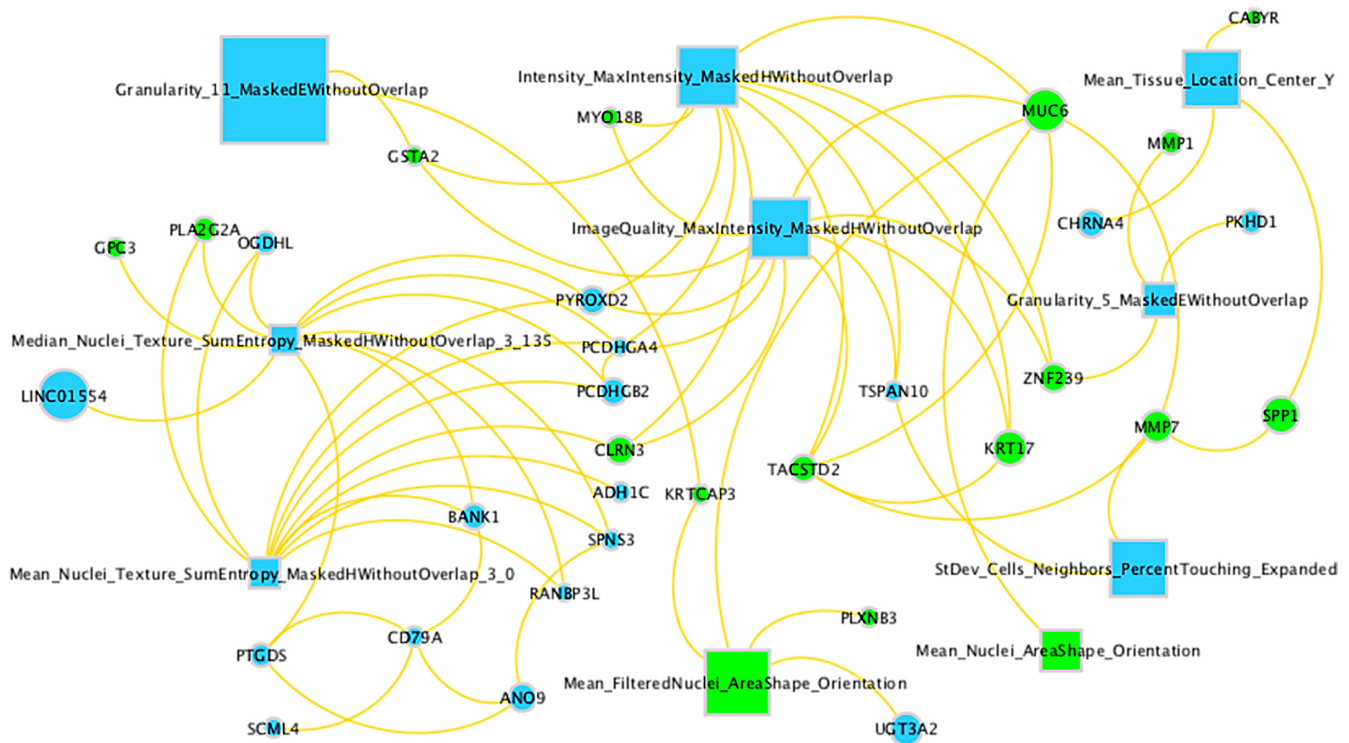 CABYR
Intensity_MaxIntensity_MaskedHWithoutOverlap
Mean_Tissue_Location_Center_Y
Granularity_11_MaskedEWithoutOverlap
MUC6
MYO18B
MMP1
GSTA2
CHRNA4
PKHD1
PLA2G2A
ImageQuality_MaxIntensity_MaskedHWithoutOverlap
OGDHL
GPC3
PYROXD2
Granularity_5_MaskedEWithoutOverlap
Median_Nuclei_Texture_SumEntropy_MaskedHWithoutOverlap_3_135
PCDHGA4
ZNF239
PCDHGB2
TSPAN10
LINC01554
SPP1
MMP7
CLRN3
KRT17
TACSTD2
ADH1C
KRTCAP3
BANK1
SPNS3
StDev_Cells_Neighbors_PercentTouching_Expanded
Mean_Nuclei_Texture_SumEntropy_MaskedHWithoutOverlap_3_0
RANBP3L
PLXNB3
CD79A
Mean_Nuclei_AreaShape_Orientation
PTGDS
Mean_FilteredNuclei_AreaShape_Orientation
ANO9
SCML4
UGT3A2